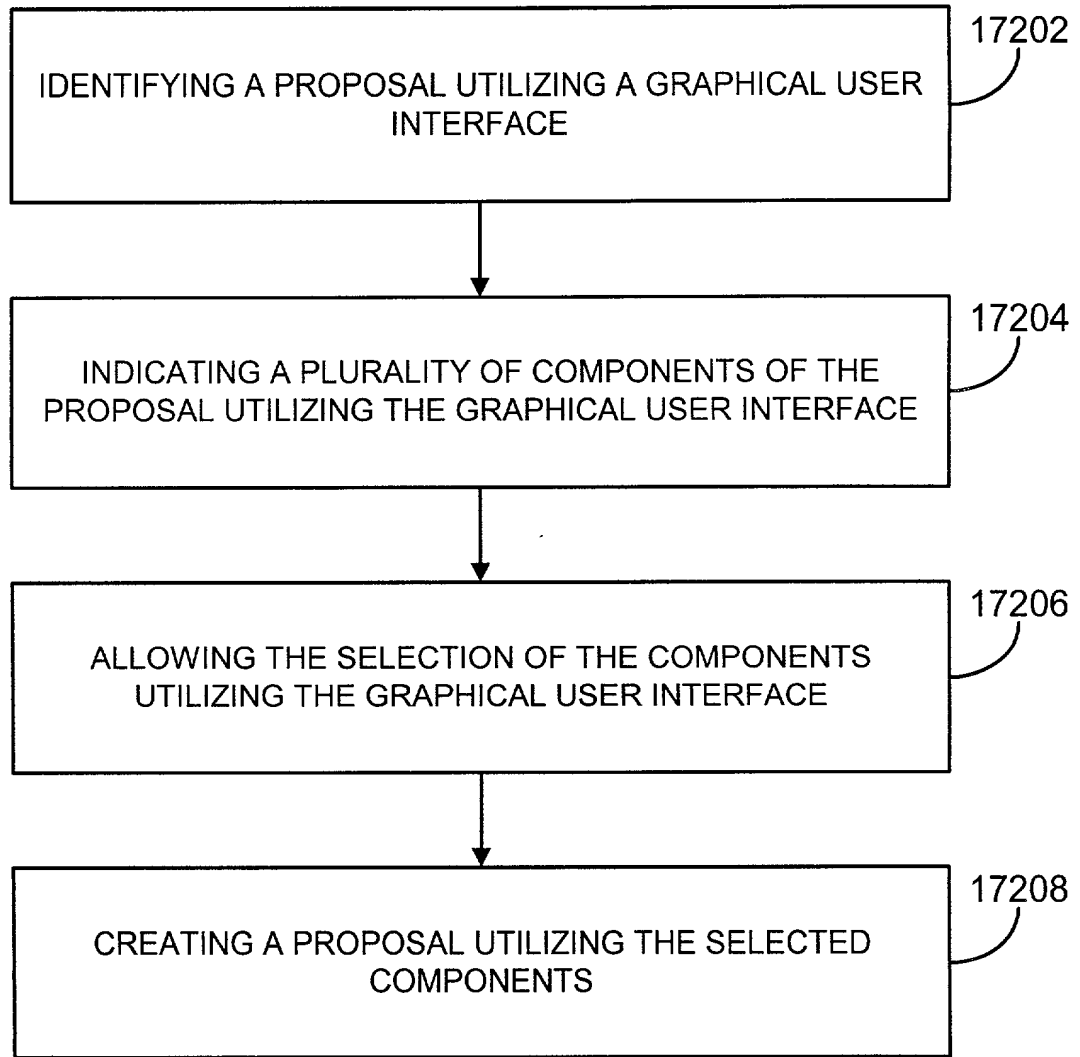 17202
IDENTIFYING A PROPOSAL UTILIZING A GRAPHICAL USER
INTERFACE
17204
INDICATING A PLURALITY OF COMPONENTS OF THE
PROPOSAL UTILIZING THE GRAPHICAL USER INTERFACE
17206
ALLOWING THE SELECTION OF THE COMPONENTS
UTILIZING THE GRAPHICAL USER INTERFACE
17208
CREATING A PROPOSAL UTILIZING THE SELECTED
COMPONENTS